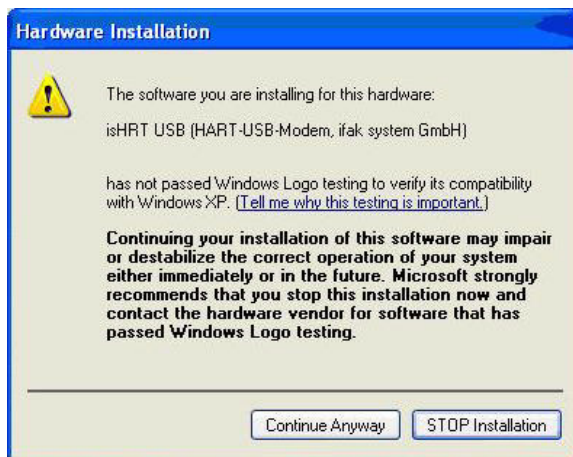 Hardware Installation
The software you are installing for this hardware:
isHRT USB (HART-USB-Modem, ifak system GmbH)
has not passed Windows Logo testing to verify its compatibility
with Windows XP. (Tell me why this testing is important.)
Continuing your installation of this software may impair
or destabilize the correct operation of your system
either immediately or in the future. Microsoft strongly
recommends that you stop this installation now and
contact the hardware vendor for software that has
passed Windows Logo testing.
Continue Anyway
STOP Installation